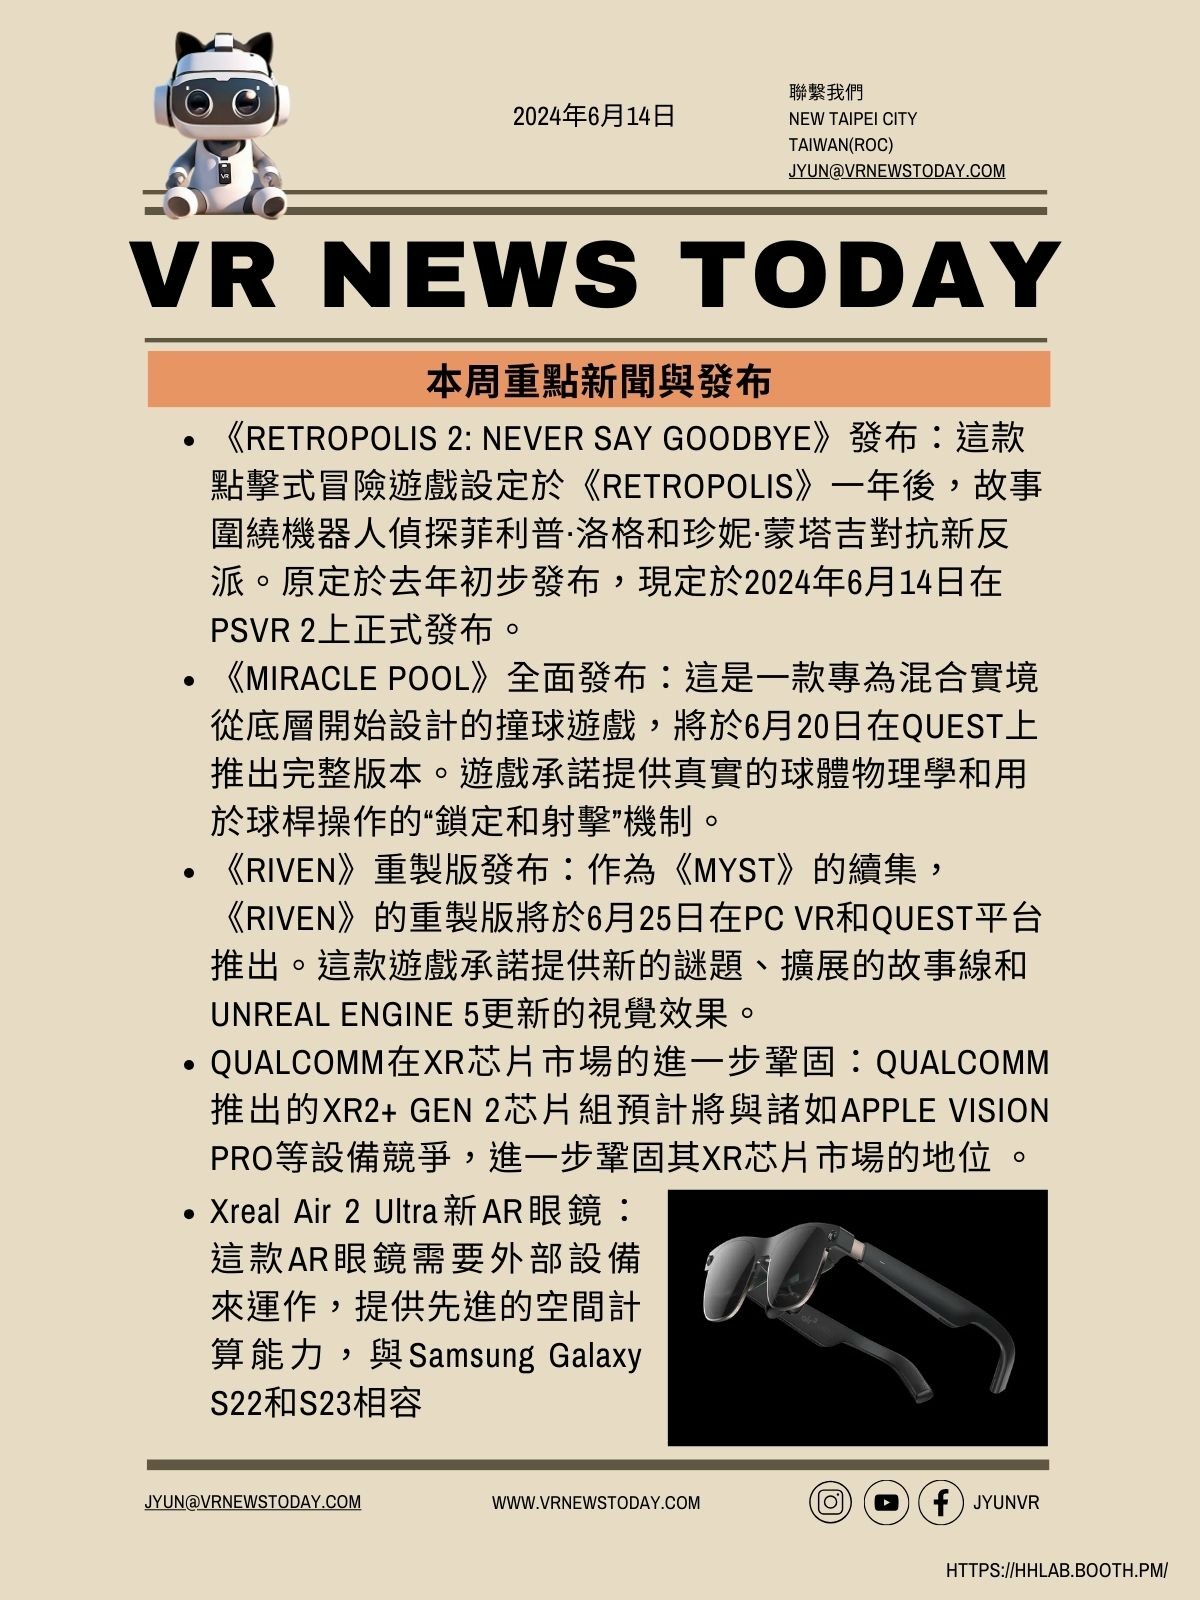 2024年6月14日
聯繫我們
NEW TAIPEI CITY
TAIWAN(ROC)
JYUN@VRNEWSTODAY.COM
VR
VR NEWS TODAY
本周重點新聞與發布
• 《RETROPOLIS 2: NEVER SAY GOODBYE》發布：這款
點擊式冒險遊戲設定於《RETROPOLIS》一年後，故事
圍繞機器人偵探菲利普·洛格和珍妮·蒙塔吉對抗新反
派。原定於去年初步發布，現定於2024年6月14日在
PSVR 2上正式發布。
• 《MIRACLE POOL》全面發布：這是一款專為混合實境
從底層開始設計的撞球遊戲，將於6月20日在QUEST上
推出完整版本。遊戲承諾提供真實的球體物理學和用
於球桿操作的“鎖定和射擊”機制。
• 《RIVEN》重製版發布：作為《MYST》的續集，
《RIVEN》的重製版將於6月25日在PC VR和QUEST平台
推出。這款遊戲承諾提供新的謎題、擴展的故事線和
UNREAL ENGINE 5更新的視覺效果。
• QUALCOMM在XR芯片市場的進一步鞏固：QUALCOMM
推出的XR2+ GEN 2芯片組預計將與諸如APPLE VISION
PRO等設備競爭，進一步鞏固其XR芯片市場的地位 。
• Xreal Air 2 Ultra新AR眼鏡：
這款AR眼鏡需要外部設備
來運作，提供先進的空間計
算能力，與Samsung Galaxy
S22和S23相容
JYUN@VRNEWSTODAY.COM
WWW.VRNEWSTODAY.COM
JYUNVR
HTTPS://HHLAB.BOOTH.PM/